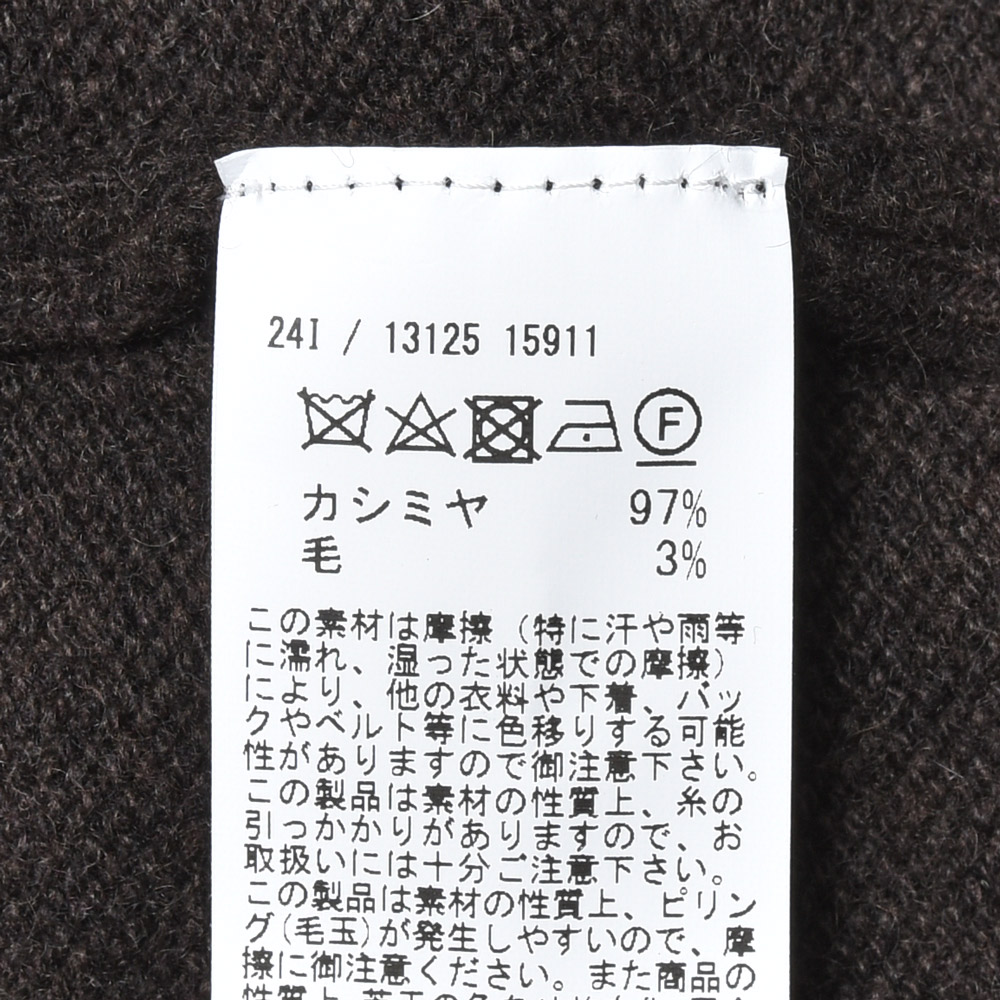 24I / 13125 15911
F
カシミヤ 97%
毛 3%
この素材は摩擦(特に汗や雨等
に濡れ、湿った状態での摩擦)
により、他の衣料や下着、バッ
クやベルト等に色移りする可能
性がありますので御注意下さい。
この製品は素材の性質上、糸の
引っかかりがありますので、お
取扱いには十分ご注意下さい。
この製品は素材の性質上、ピリン
グ(毛玉)が発生しやすいので、摩
擦に御注意ください。また商品の